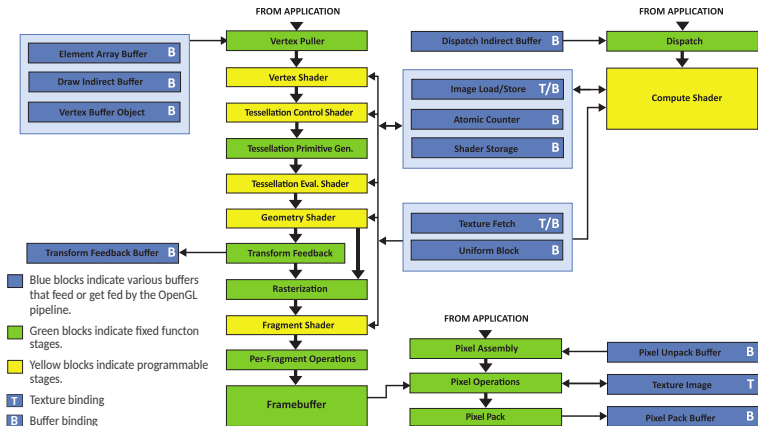 FROM APPLICATION
Vertex Puller
Element Array Buffer B
Draw Indirect Buffer B
Vertex Buffer Object B
Vertex Shader
Tessellation Control Shader
Tessellation Primitive Gen.
Tessellation Eval. Shader
Geometry Shader
Transform Feedback Buffer B
Transform Feedback
Rasterization
Fragment Shader
Per-Fragment Operations
Framebuffer
Blue blocks indicate various buffers
that feed or get fed by the OpenGL
pipeline.
Green blocks indicate fixed functon
stages.
Yellow blocks indicate programmable
stages.
T Texture binding
B Buffer binding
FROM APPLICATION
Dispatch Indirect Buffer B
Dispatch
Image Load/Store T/B
Atomic Counter B
Shader Storage B
Compute Shader
Texture Fetch T/B
Uniform Block B
FROM APPLICATION
Pixel Assembly
Pixel Unpack Buffer B
Pixel Operations
Texture Image T
Pixel Pack
Pixel Pack Buffer B